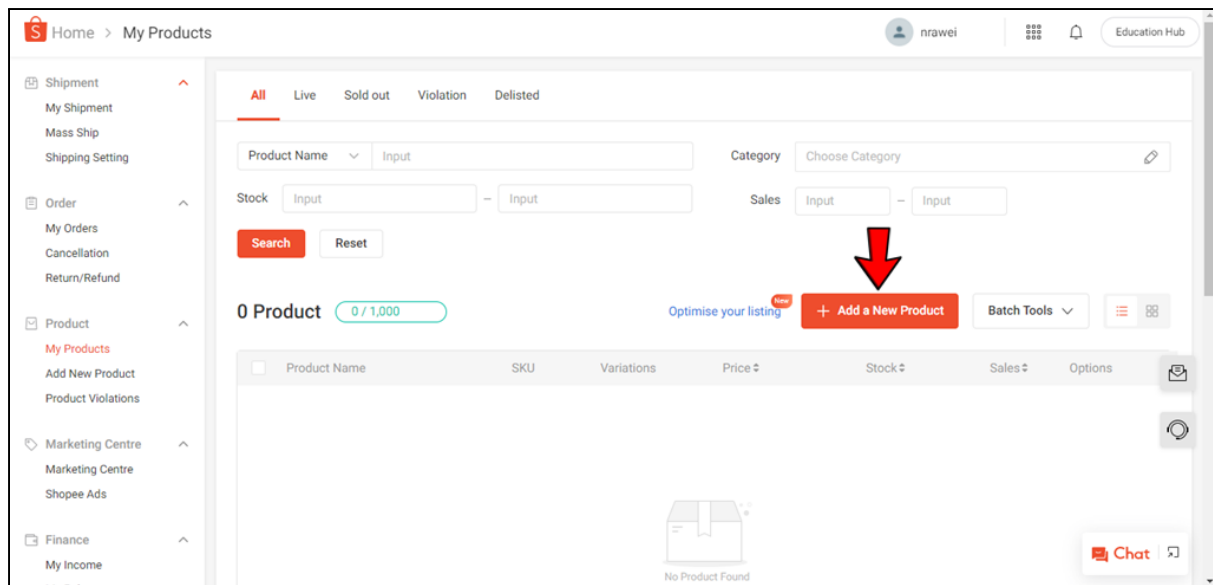 S Home > My Products
nrawei
Education Hub
Shipment
My Shipment
Mass Ship
Shipping Setting
Order
My Orders
Cancellation
Return/Refund
Product
My Products
Add New Product
Product Violations
Marketing Centre
Marketing Centre
Shopee Ads
Finance
My Income
All Live Sold out Violation Delisted
Product Name Input
Category Choose Category
Stock Input – Input
Sales Input – Input
Search Reset
0 Product 0 / 1,000
Optimise your listing New
+ Add a New Product
Batch Tools
Product Name SKU Variations Price Stock Sales Options
No Product Found
Chat